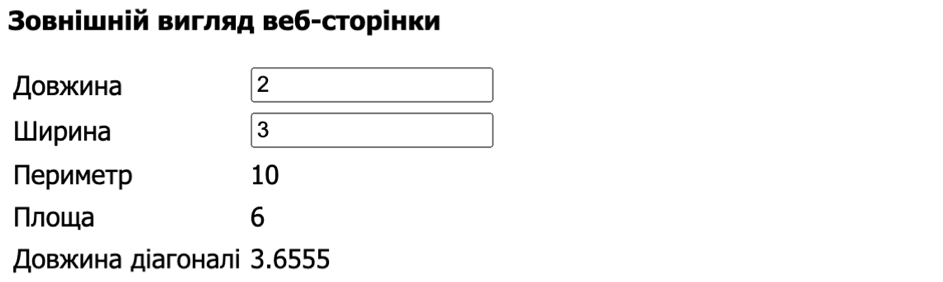 Зовнішній вигляд веб-сторінки
Довжина 2
Ширина 3
Периметр 10
Площа 6
Довжина діагоналі 3.6555